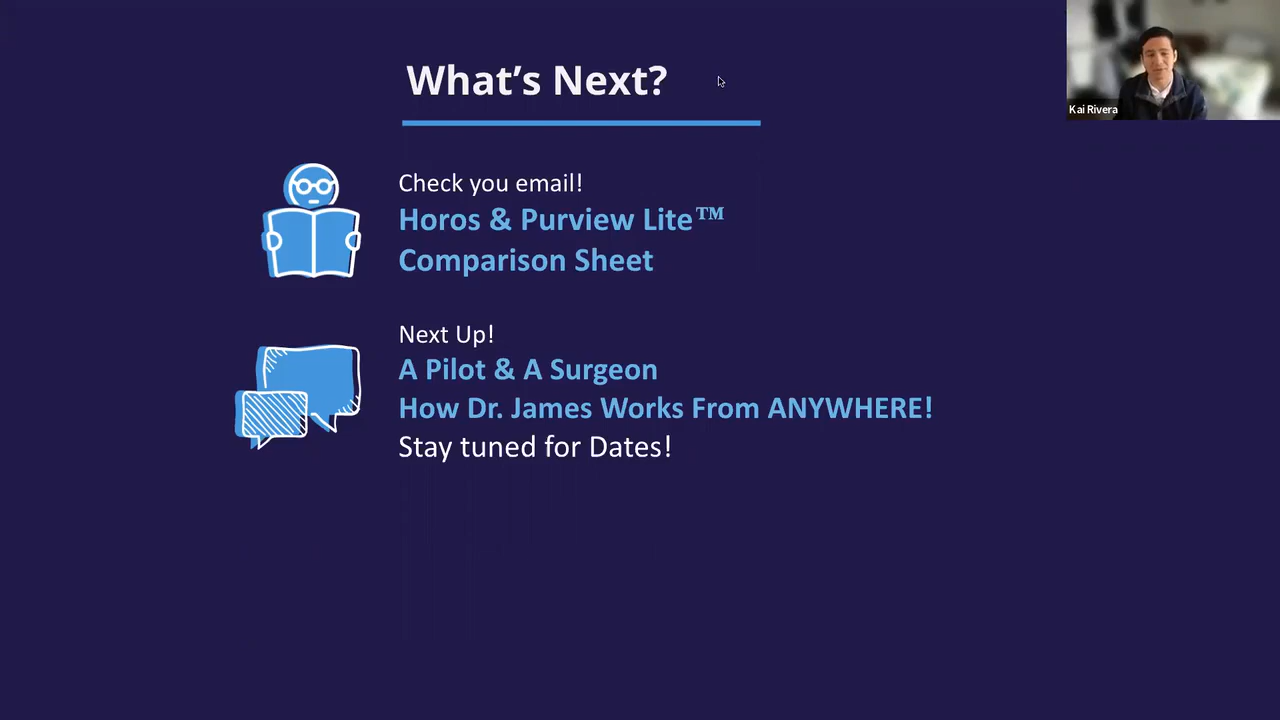 What's Next?
Kai Rivera
Check you email!
Horos & Purview Lite™
Comparison Sheet
Next Up!
A Pilot & A Surgeon
How Dr. James Works From ANYWHERE!
Stay tuned for Dates!